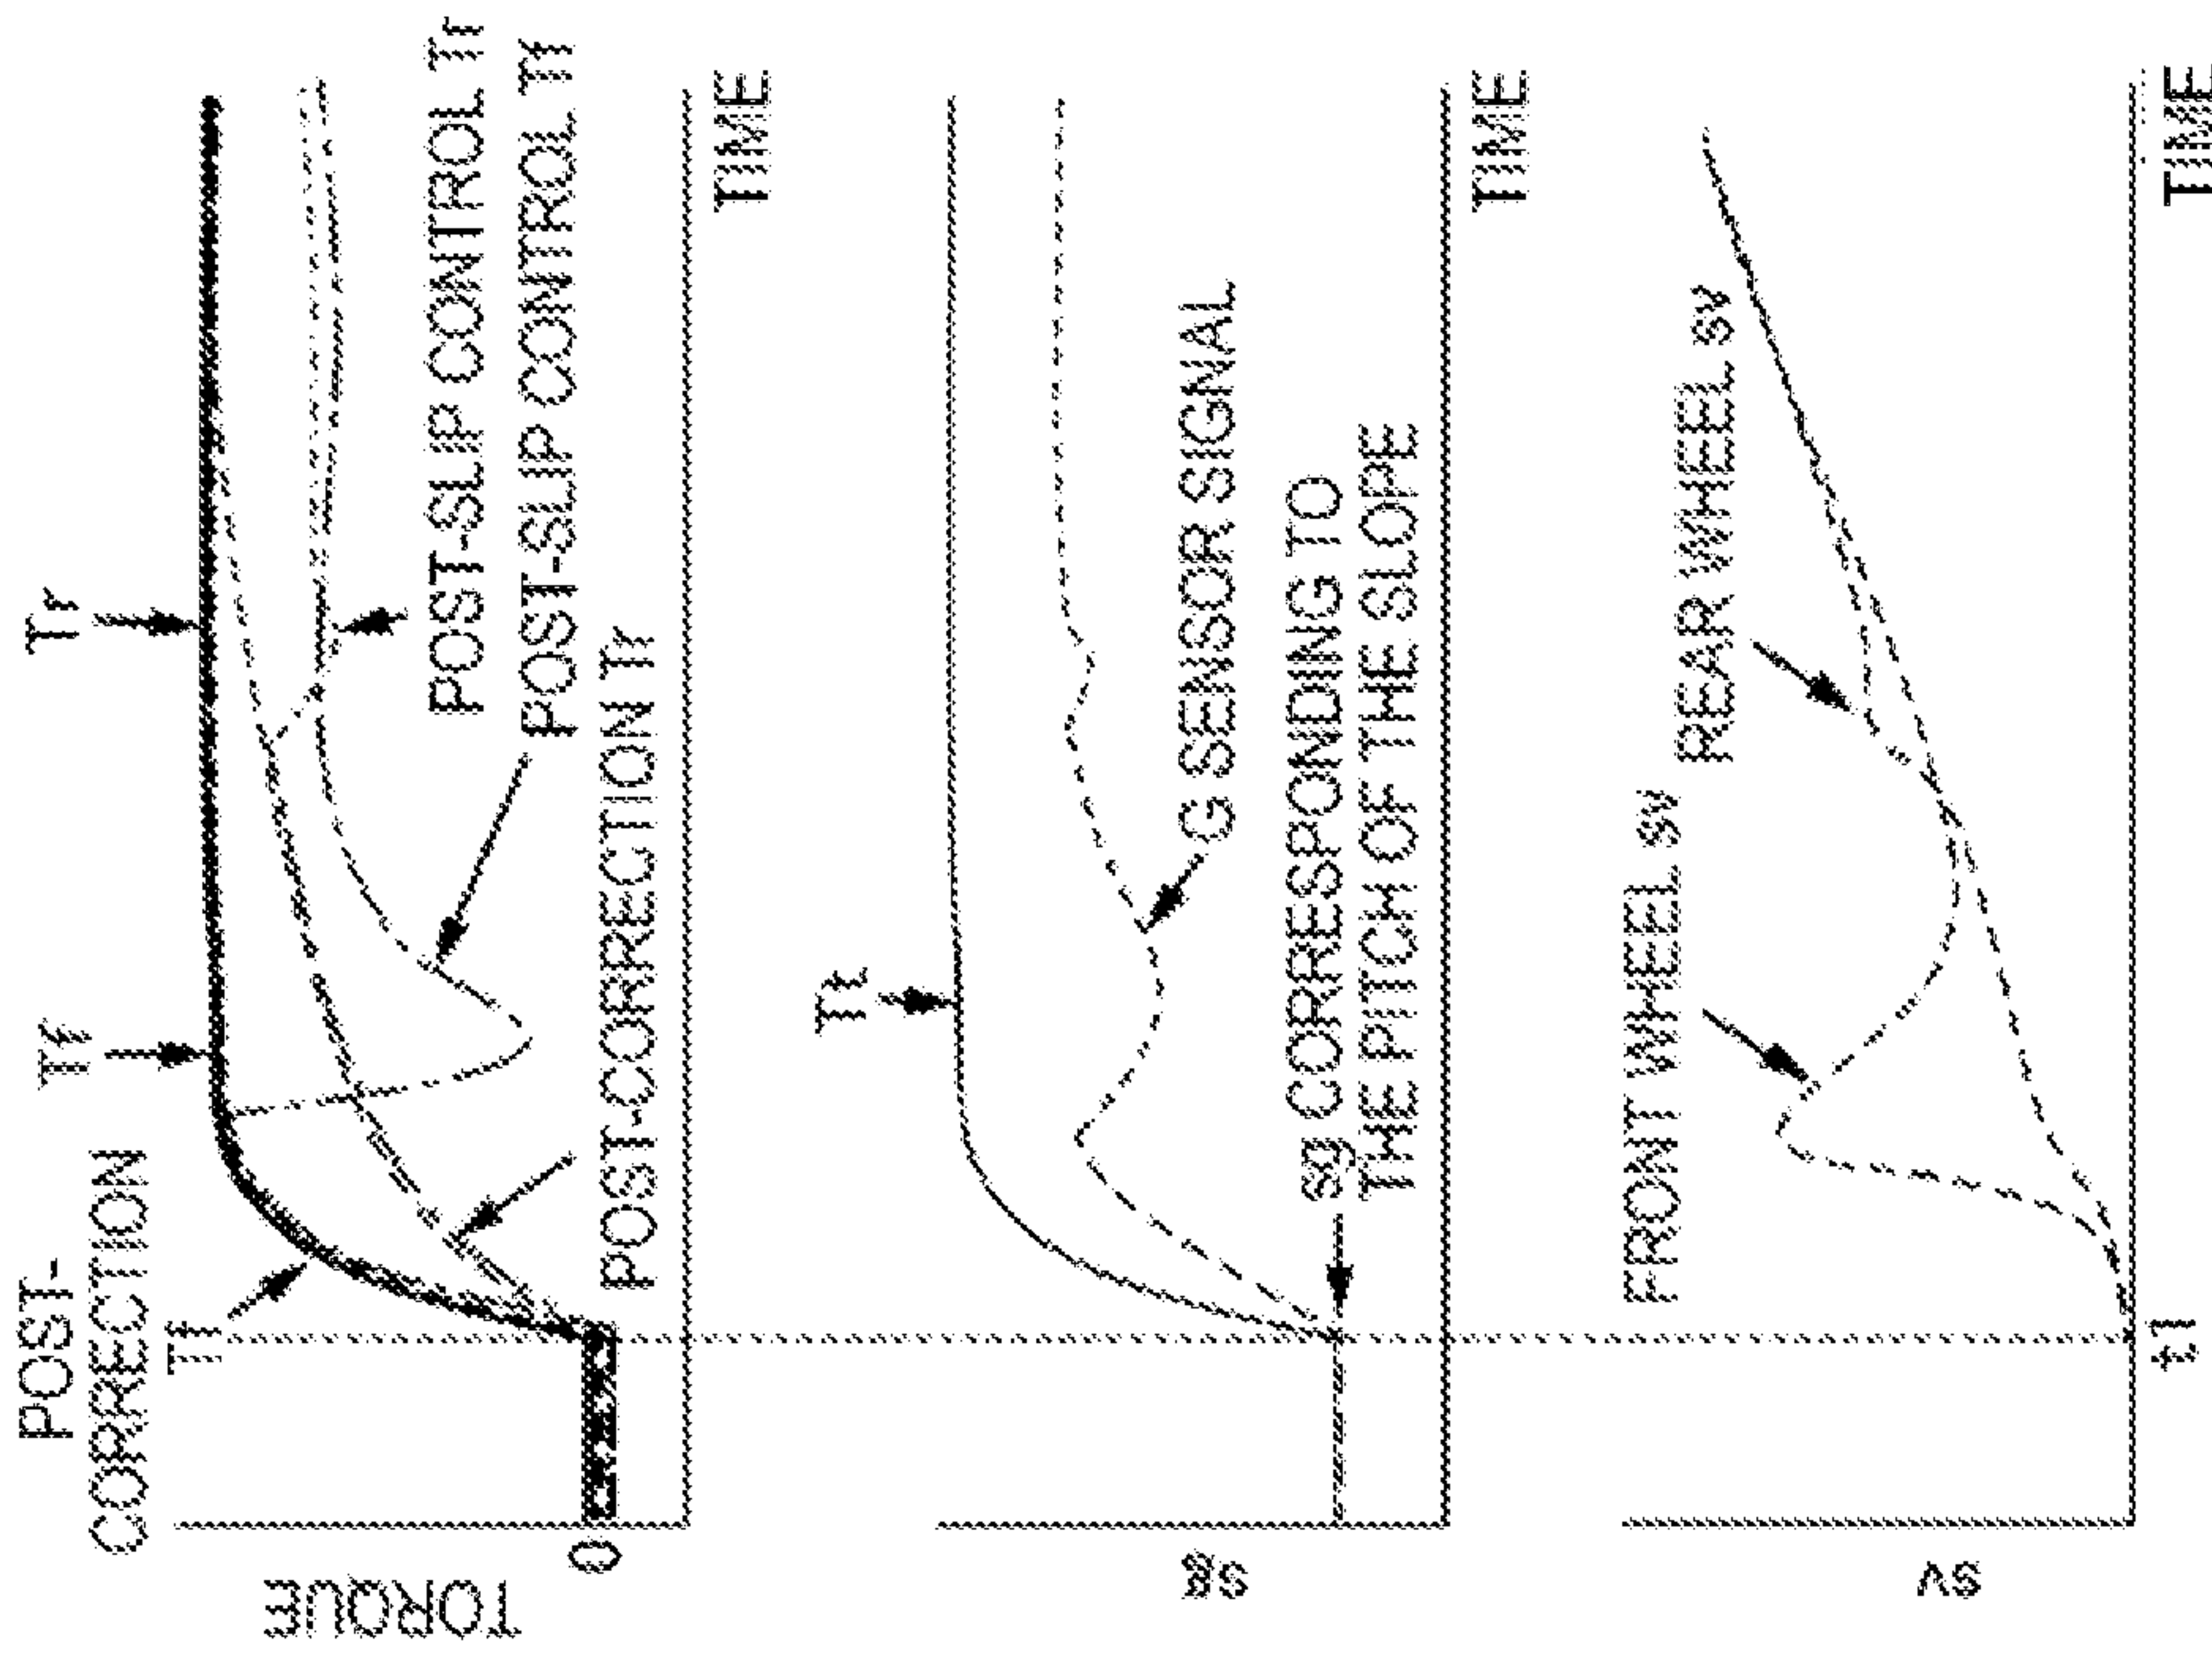 POST-
CORRECTION
Tf
Tf
Tr
TORQUE
0
POST-SLIP CONTROL Tr
POST-SLIP CONTROL Tf
POST-CORRECTION Tr
TIME
Tt
sg
G SENSOR SIGNAL
sg CORRESPONDING TO
THE PITCH OF THE SLOPE
TIME
FRONT WHEEL sv
REAR WHEEL sv
sv
t1
TIME